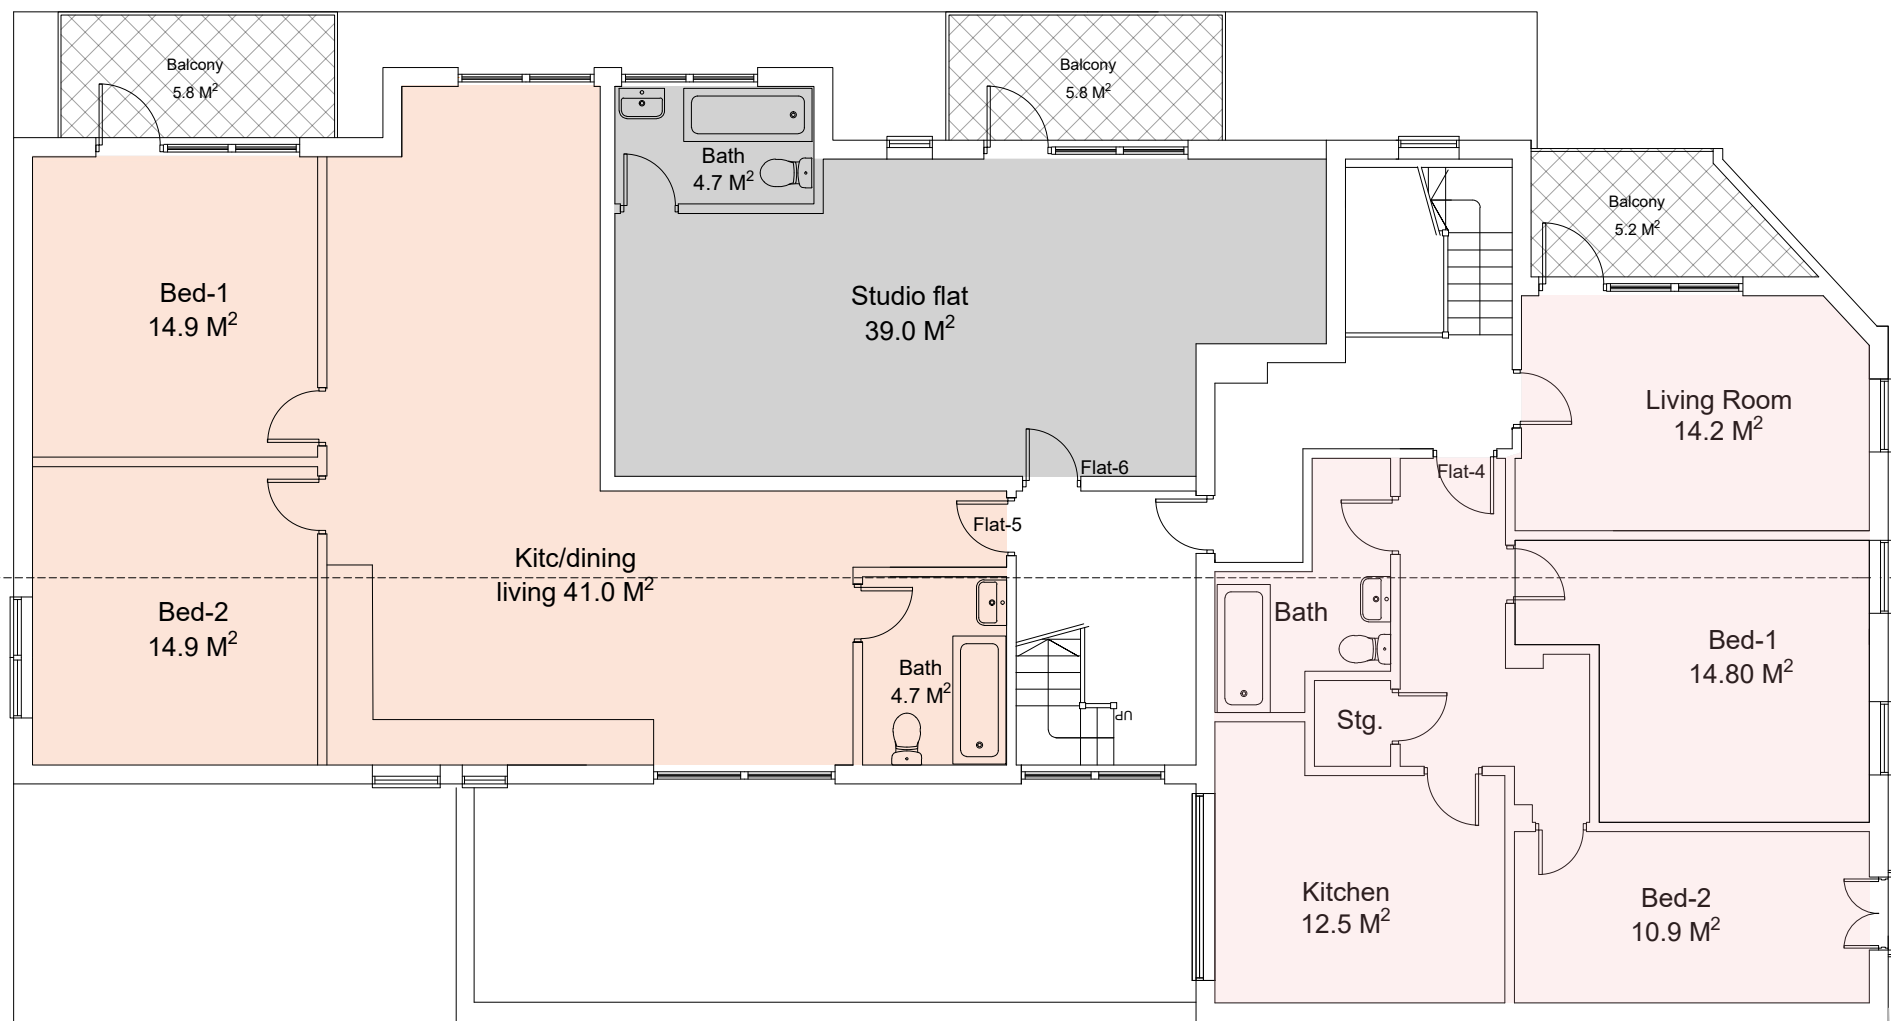 Balcony
5.8 M²
Balcony
5.8 M²
Bath
4.7 M²
Balcony
5.2 M²
Bed-1
14.9 M²
Studio flat
39.0 M²
Living Room
14.2 M²
Flat-6
Flat-4
Flat-5
Kitc/dining
living 41.0 M²
Bed-2
14.9 M²
Bath
Bath
4.7 M²
Bed-1
14.80 M²
UP
Stg.
Kitchen
12.5 M²
Bed-2
10.9 M²